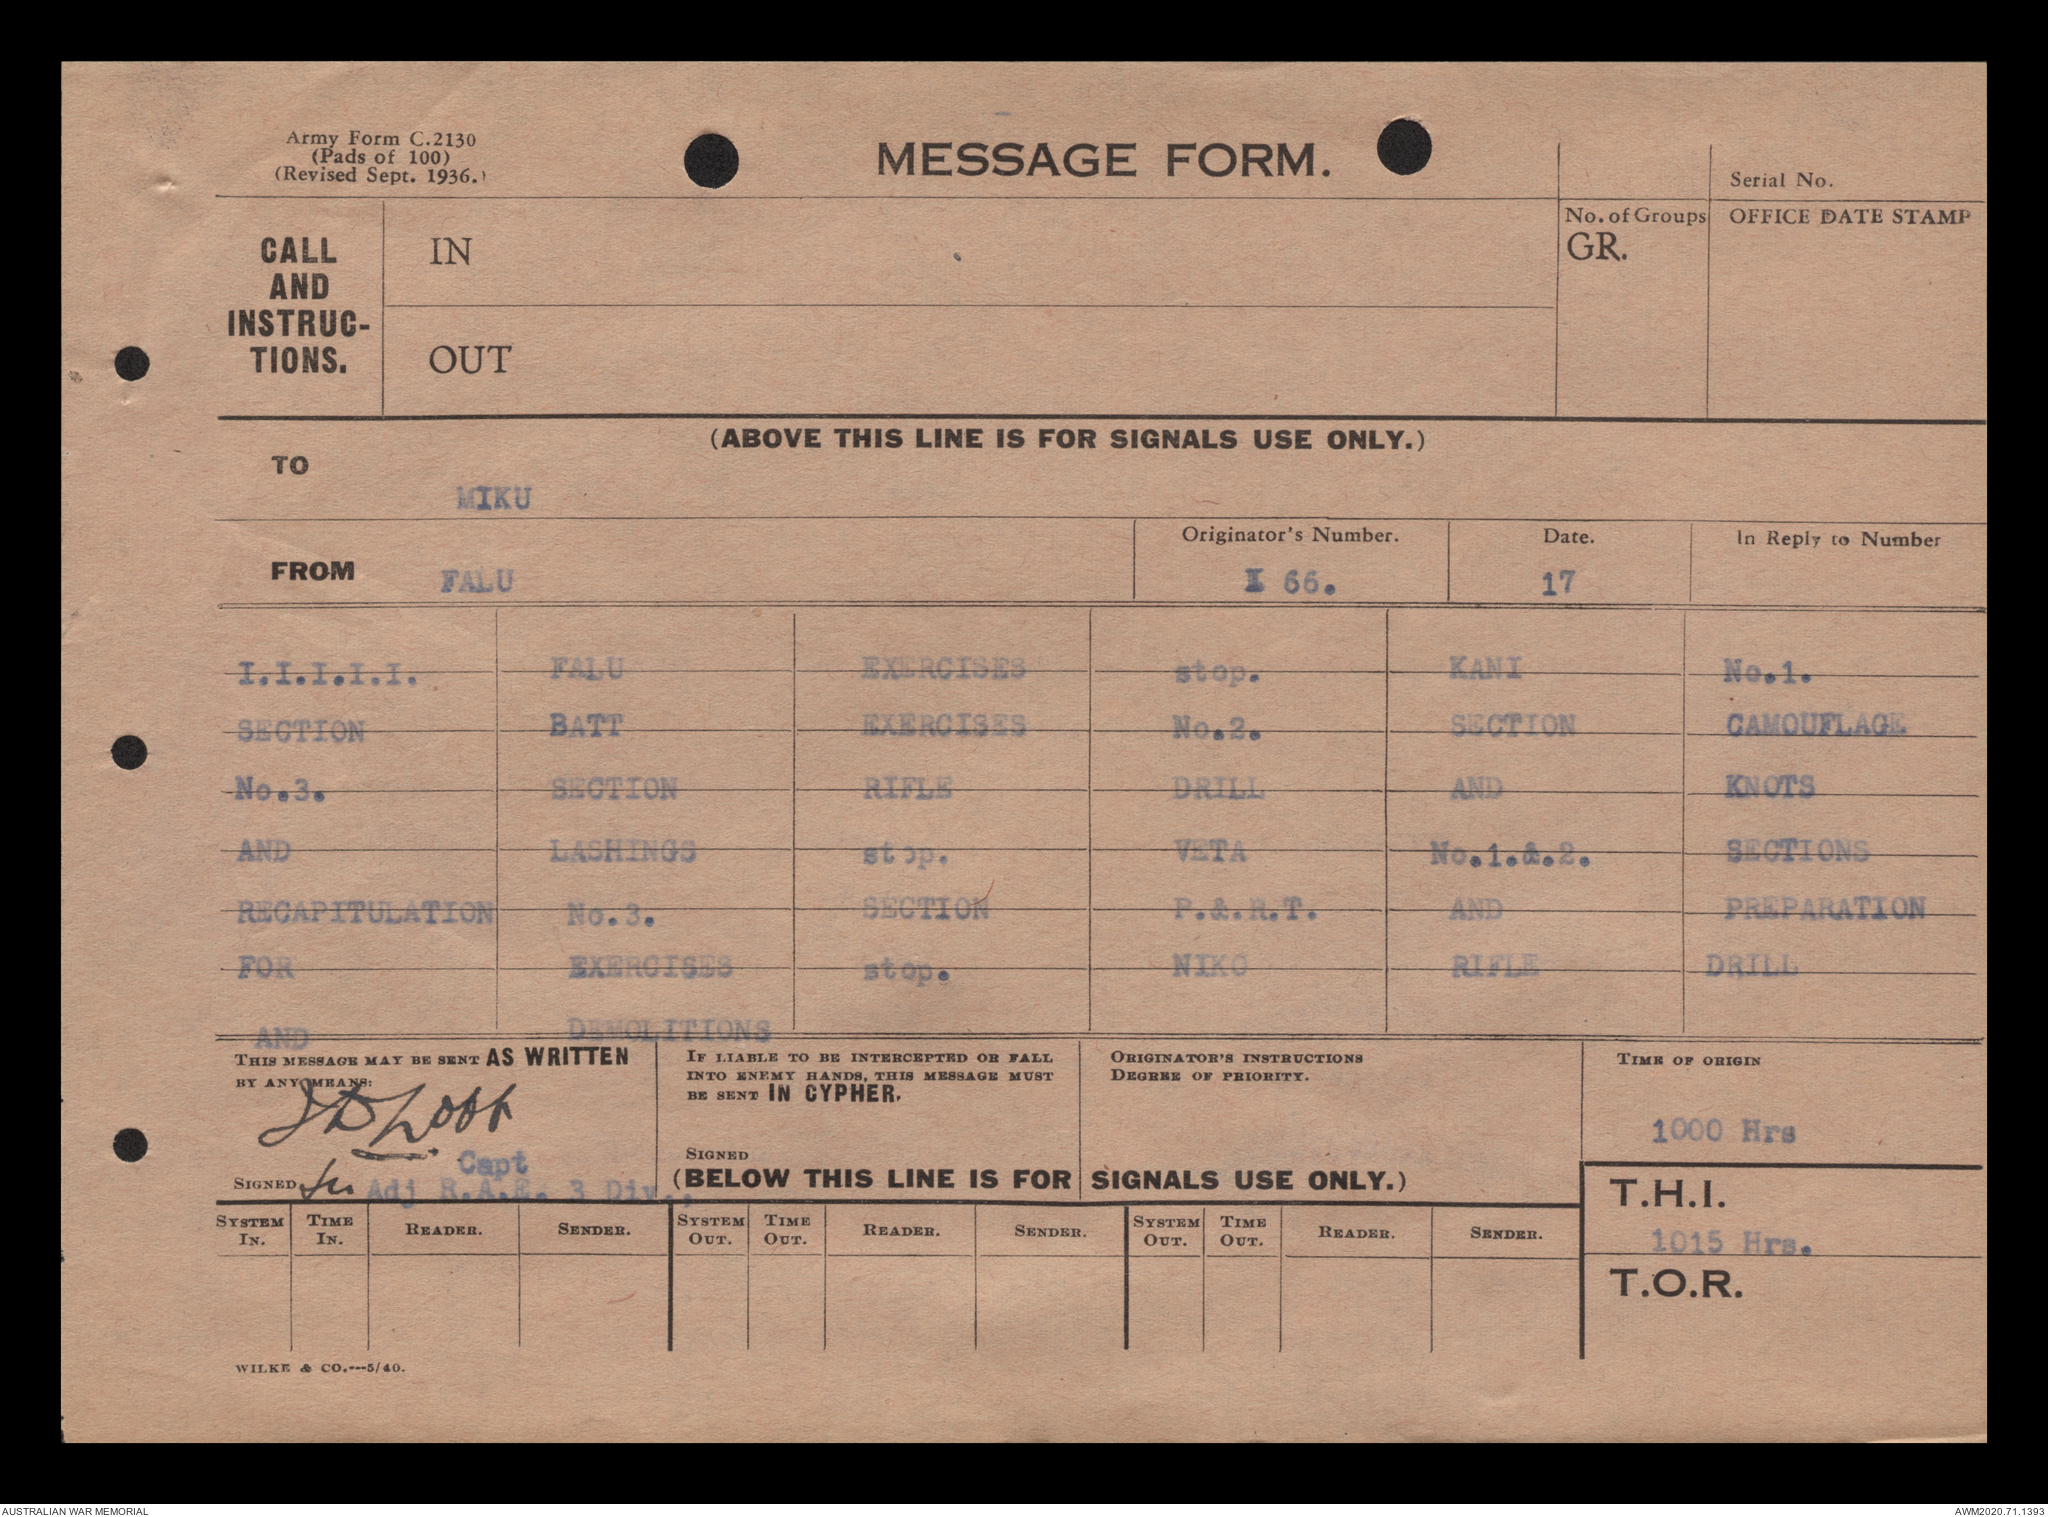 Army Form C.2130
(Pads of 100)
(Revised Sept. 1936.)
MESSAGE FORM.
Serial No.
CALL
AND
INSTRUC-
TIONS.
IN
OUT
No. of Groups
GR.
OFFICE DATE STAMP
(ABOVE THIS LINE IS FOR SIGNALS USE ONLY.)
TO
MIKU
FROM
FALU
Originator's Number.
I 66.
Date.
17
In Reply to Number
I.I.I.I.I. FALU EXERCISES stop. KANI No.1.
SECTION BATT EXERCISES No.2. SECTION CAMOUFLAGE
No.3. SECTION RIFLE DRILL AND KNOTS
AND LASHINGS stop. VETA No.1.&.2. SECTIONS
RECAPITULATION No.3. SECTION P.&.R.T. AND PREPARATION
FOR EXERCISES stop. NIKO RIFLE DRILL
AND DEMOLITIONS
THIS MESSAGE MAY BE SENT AS WRITTEN
BY ANY MEANS:
Capt
SIGNED for Adj R.A.E. 3 Div.,
IF LIABLE TO BE INTERCEPTED OR FALL
INTO ENEMY HANDS, THIS MESSAGE MUST
BE SENT IN CYPHER.
SIGNED
ORIGINATOR'S INSTRUCTIONS
DEGREE OF PRIORITY.
TIME OF ORIGIN
1000 Hrs
(BELOW THIS LINE IS FOR SIGNALS USE ONLY.)
T.H.I.
1015 Hrs.
T.O.R.
SYSTEM IN. TIME IN. READER. SENDER. SYSTEM OUT. TIME OUT. READER. SENDER. SYSTEM OUT. TIME OUT. READER. SENDER.
WILKE & CO.---5/40.
AUSTRALIAN WAR MEMORIAL
AWM2020.71.1393